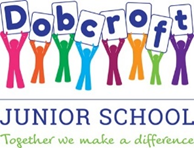 Dobcroft
JUNIOR SCHOOL
Together we make a difference